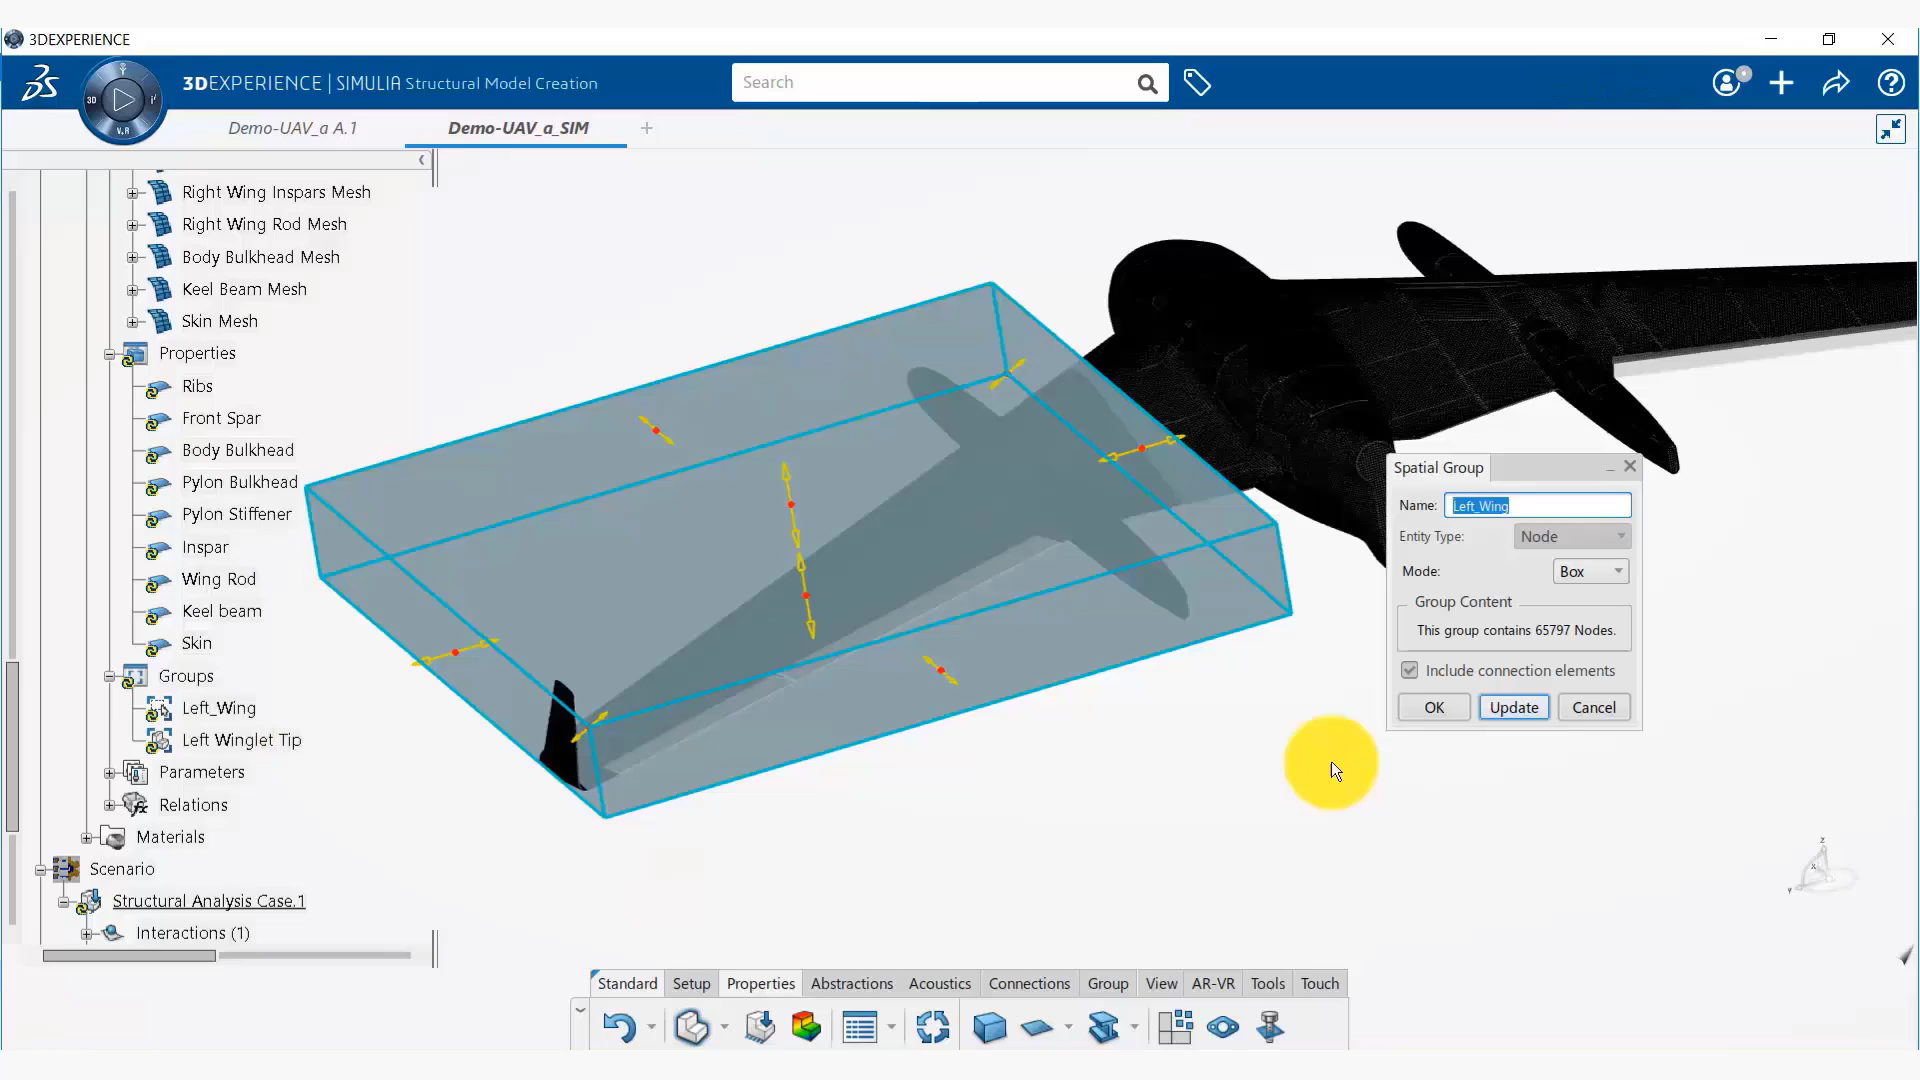 3DEXPERIENCE
3DEXPERIENCE | SIMULIA Structural Model Creation
Search
3D
V.R
Demo-UAV_a A.1
Demo-UAV_a_SIM
Right Wing Inspars Mesh
Right Wing Rod Mesh
Body Bulkhead Mesh
Keel Beam Mesh
Skin Mesh
Properties
Ribs
Front Spar
Body Bulkhead
Pylon Bulkhead
Pylon Stiffener
Inspar
Wing Rod
Keel beam
Skin
Groups
Left_Wing
Left Winglet Tip
Parameters
Relations
Materials
Scenario
Structural Analysis Case.1
Interactions (1)
Spatial Group
Name: Left_Wing
Entity Type: Node
Mode: Box
Group Content
This group contains 65797 Nodes.
Include connection elements
OK Update Cancel
Standard Setup Properties Abstractions Acoustics Connections Group View AR-VR Tools Touch